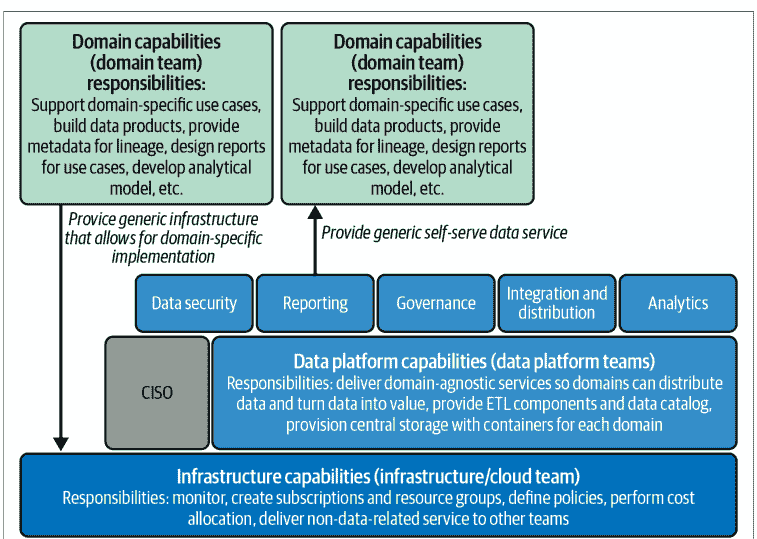 Domain capabilities
(domain team)
responsibilities:
Support domain-specific use cases,
build data products, provide
metadata for lineage, design reports
for use cases, develop analytical
model, etc.
Domain capabilities
(domain team)
responsibilities:
Support domain-specific use cases,
build data products, provide
metadata for lineage, design reports
for use cases, develop analytical
model, etc.
Provice generic infrastructure
that allows for domain-specific
implementation
Provide generic self-serve data service
Data security
Reporting
Governance
Integration and
distribution
Analytics
CISO
Data platform capabilities (data platform teams)
Responsibilities: deliver domain-agnostic services so domains can distribute
data and turn data into value, provide ETL components and data catalog,
provision central storage with containers for each domain
Infrastructure capabilities (infrastructure/cloud team)
Responsibilities: monitor, create subscriptions and resource groups, define policies, perform cost
allocation, deliver non-data-related service to other teams